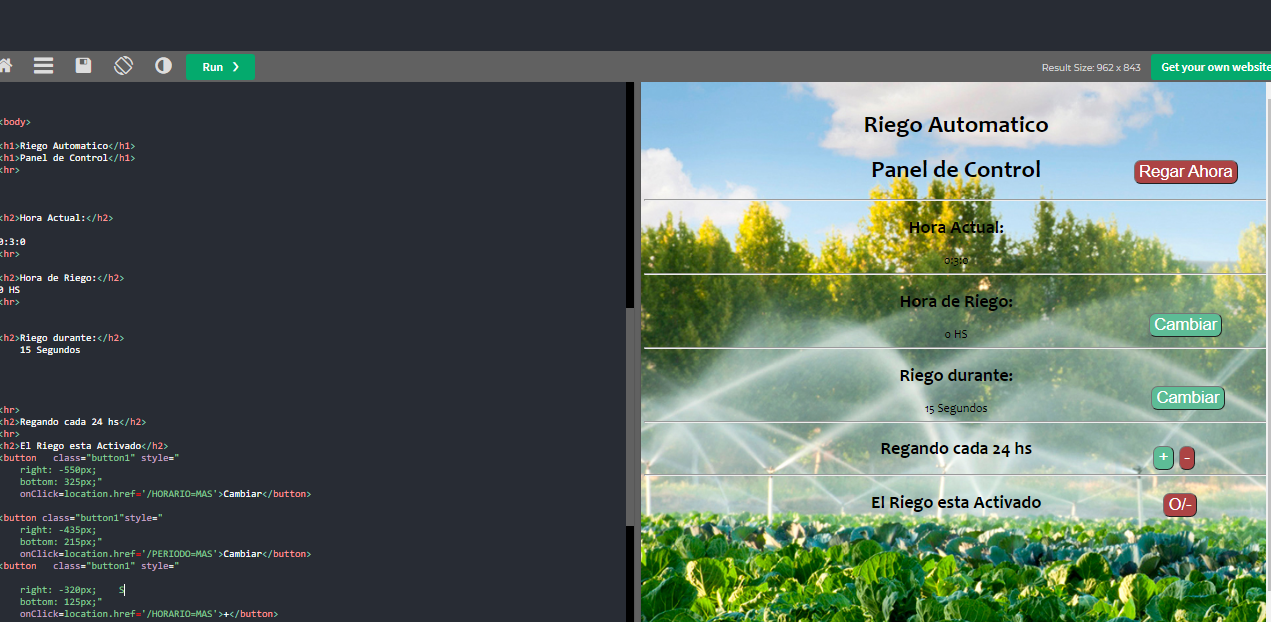 Run ❯
Result Size: 962 x 843
Get your own website
<body>
<h1>Riego Automatico</h1>
<h1>Panel de Control</h1>
<hr>
<h2>Hora Actual:</h2>
0:3:0
<hr>
<h2>Hora de Riego:</h2>
0 HS
<hr>
<h2>Riego durante:</h2>
15 Segundos
<hr>
<h2>Regando cada 24 hs</h2>
<hr>
<h2>El Riego esta Activado</h2>
<button class="button1" style="
right: -550px;
bottom: 325px;"
onClick=location.href='/HORARIO=MAS'>Cambiar</button>
<button class="button1"style="
right: -435px;
bottom: 215px;"
onClick=location.href='/PERIODO=MAS'>Cambiar</button>
<button class="button1" style="
right: -320px; S
bottom: 125px;"
onClick=location.href='/HORARIO=MAS'>+</button>
Riego Automatico
Panel de Control
Regar Ahora
Hora Actual:
0:3:0
Hora de Riego:
0 HS
Cambiar
Riego durante:
15 Segundos
Cambiar
Regando cada 24 hs
+ -
El Riego esta Activado
O/-